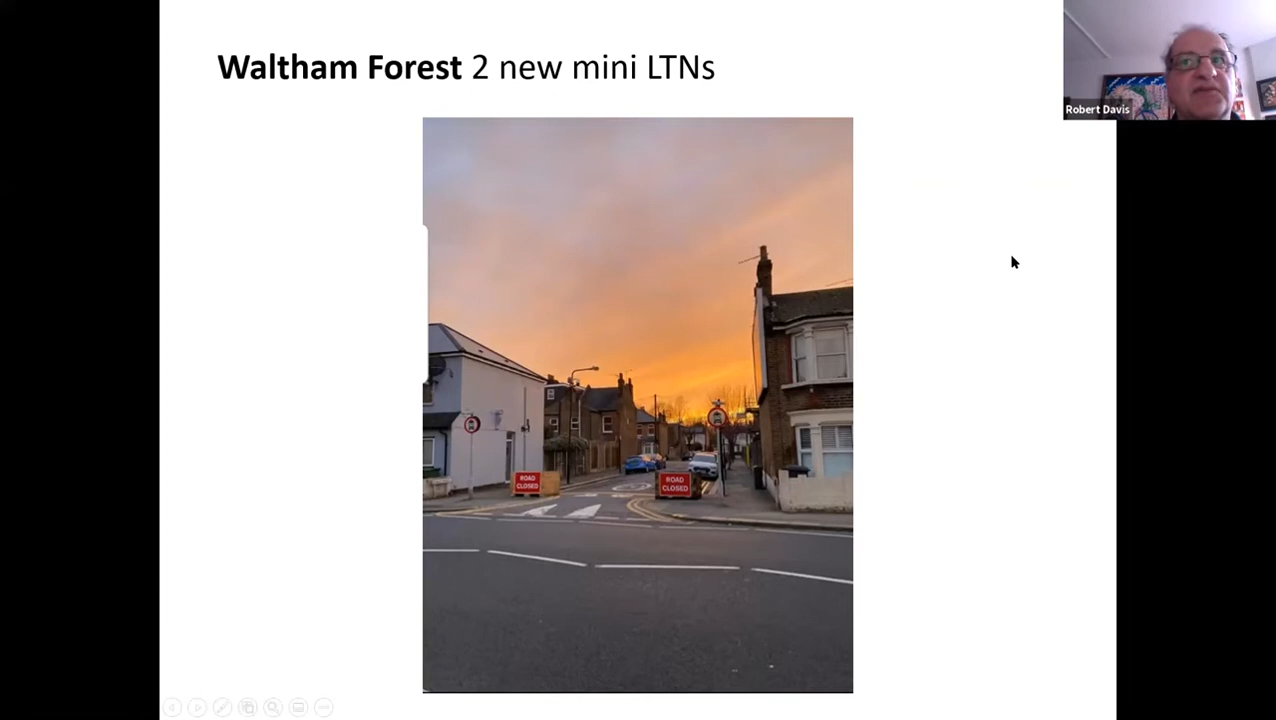 Waltham Forest 2 new mini LTNs
Robert Davis
ROAD
CLOSED
ROAD
CLOSED